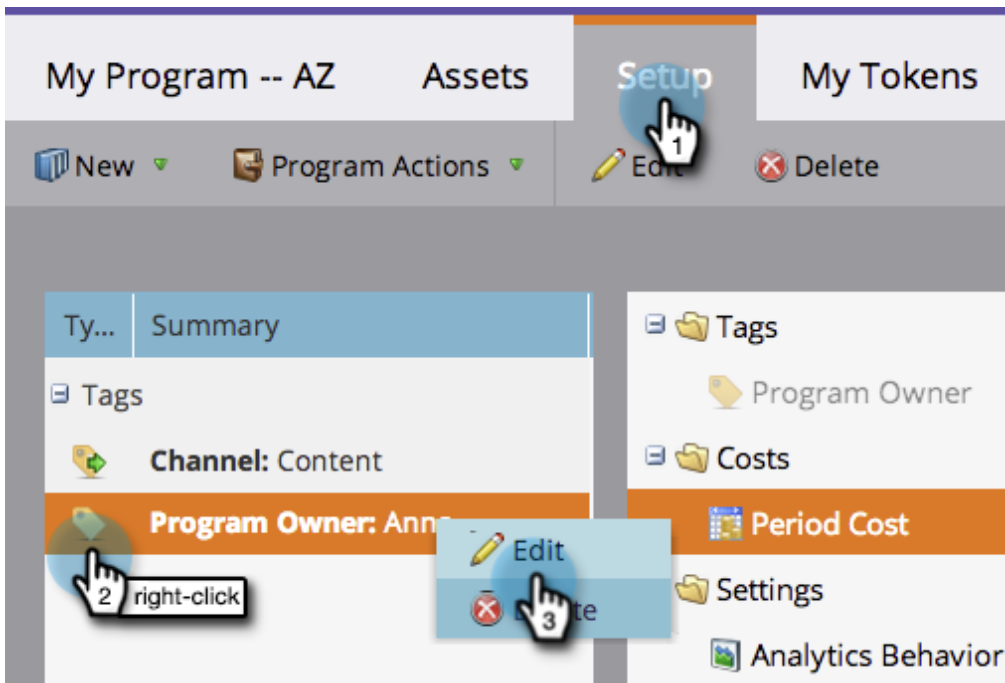 My Program -- AZ Assets Setup My Tokens
1
New Program Actions Edit Delete
Ty... Summary
Tags
Channel: Content
Program Owner: Anna
2 right-click
Edit
3
Tags
Program Owner
Costs
Period Cost
Settings
Analytics Behavior